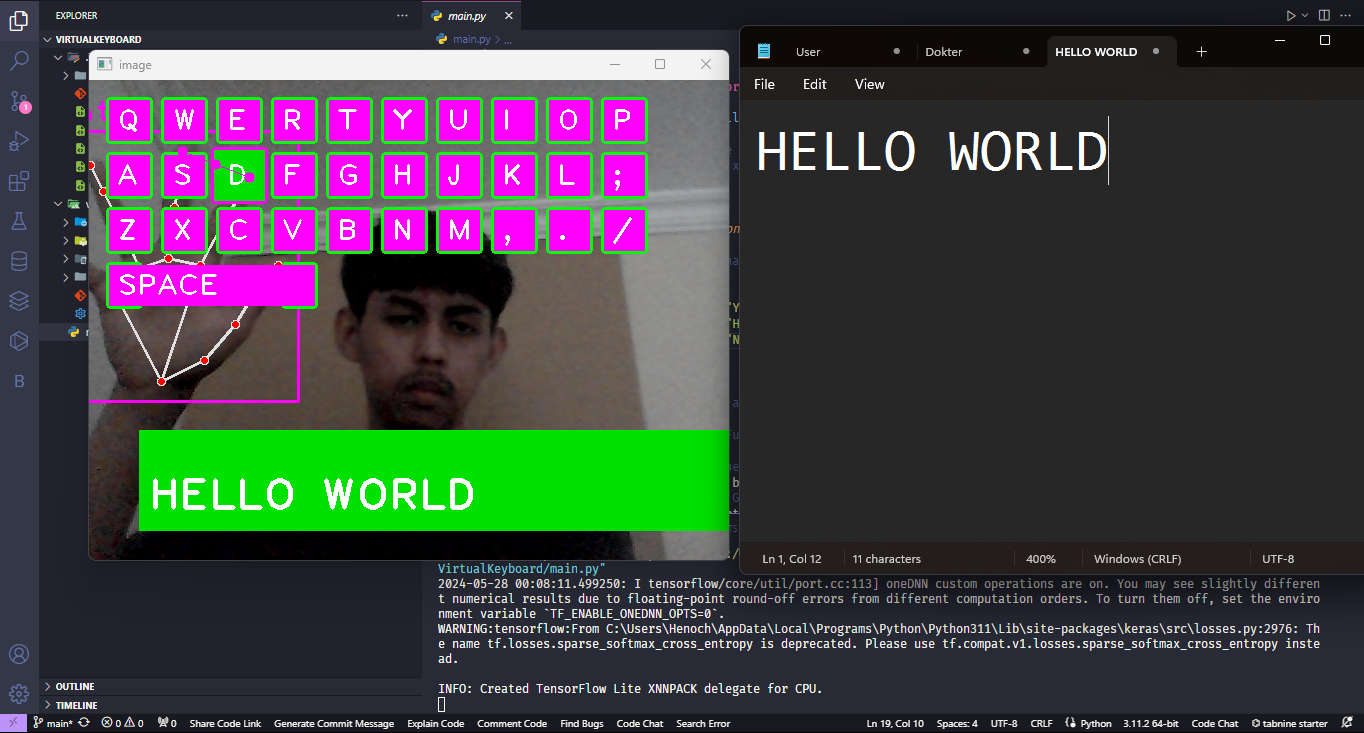 EXPLORER
main.py
VIRTUALKEYBOARD
main.py > ...
image
Q W E R T Y U I O P
A S D F G H J K L ;
Z X C V B N M , . /
SPACE
HELLO WORLD
User
Dokter
HELLO WORLD
File Edit View
HELLO WORLD
Ln 1, Col 12
11 characters
400%
Windows (CRLF)
UTF-8
VirtualKeyboard/main.py"
2024-05-28 00:08:11.499250: I tensorflow/core/util/port.cc:113] oneDNN custom operations are on. You may see slightly differen
t numerical results due to floating-point round-off errors from different computation orders. To turn them off, set the enviro
nment variable `TF_ENABLE_ONEDNN_OPTS=0`.
WARNING:tensorflow:From C:\Users\Henoch\AppData\Local\Programs\Python\Python311\Lib\site-packages\keras\src\losses.py:2976: Th
e name tf.losses.sparse_softmax_cross_entropy is deprecated. Please use tf.compat.v1.losses.sparse_softmax_cross_entropy inste
ad.
INFO: Created TensorFlow Lite XNNPACK delegate for CPU.
OUTLINE
TIMELINE
main* 0 0 0 Share Code Link Generate Commit Message Explain Code Comment Code Find Bugs Code Chat Search Error Ln 19, Col 10 Spaces: 4 UTF-8 CRLF Python 3.11.2 64-bit Code Chat tabnine starter